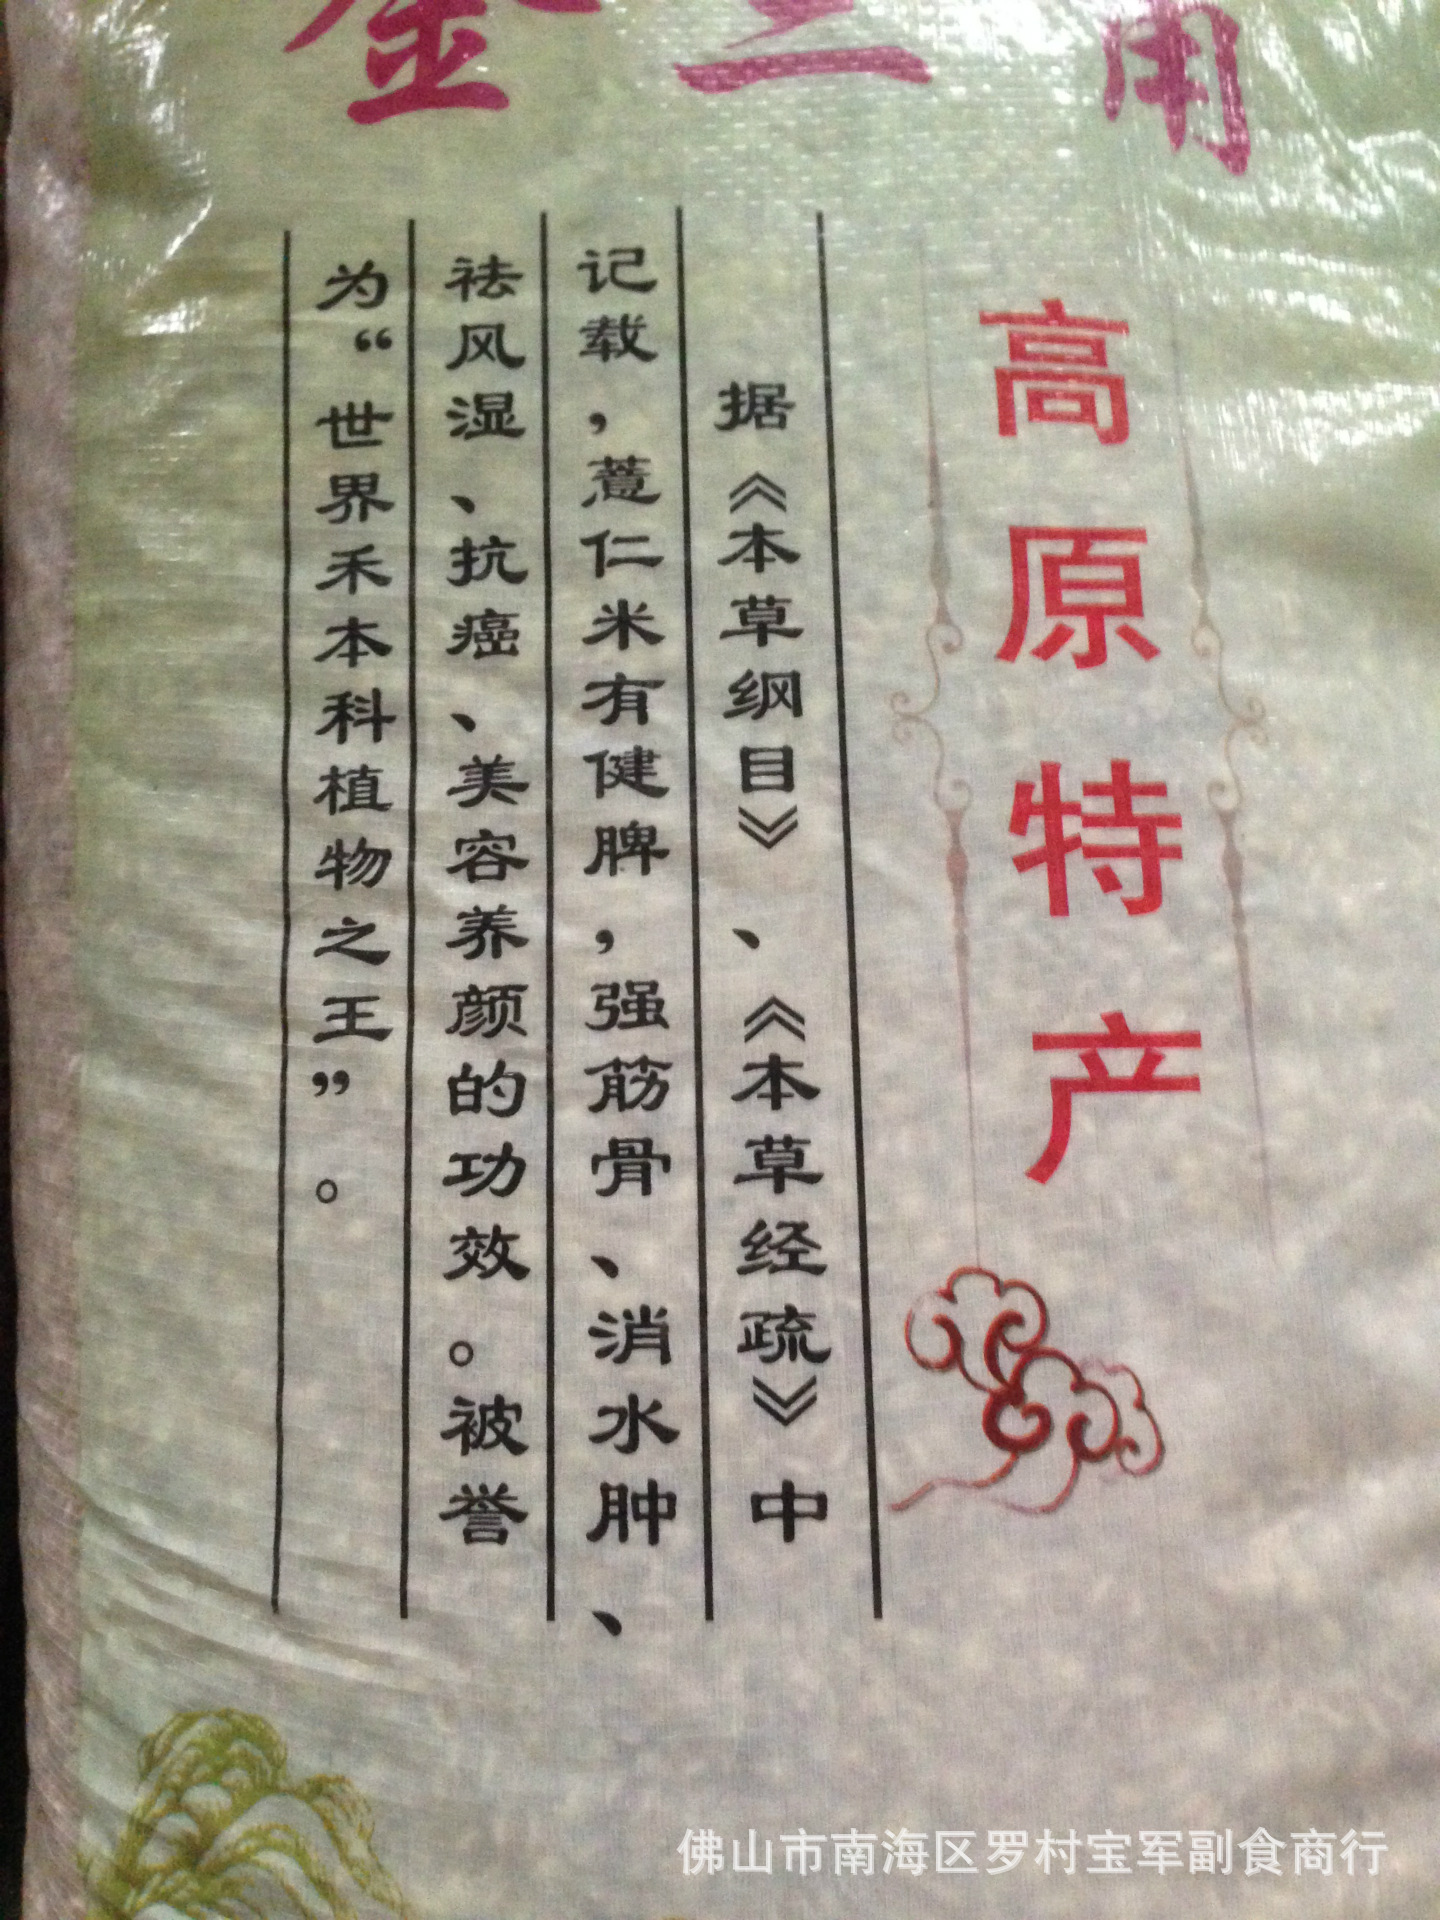 高原特产
据《本草纲目》、《本草经疏》中
记载，薏仁米有健脾，强筋骨、消水肿、
祛风湿、抗癌、美容养颜的功效。被誉
为“世界禾本科植物之王”。
佛山市南海区罗村宝军副食商行